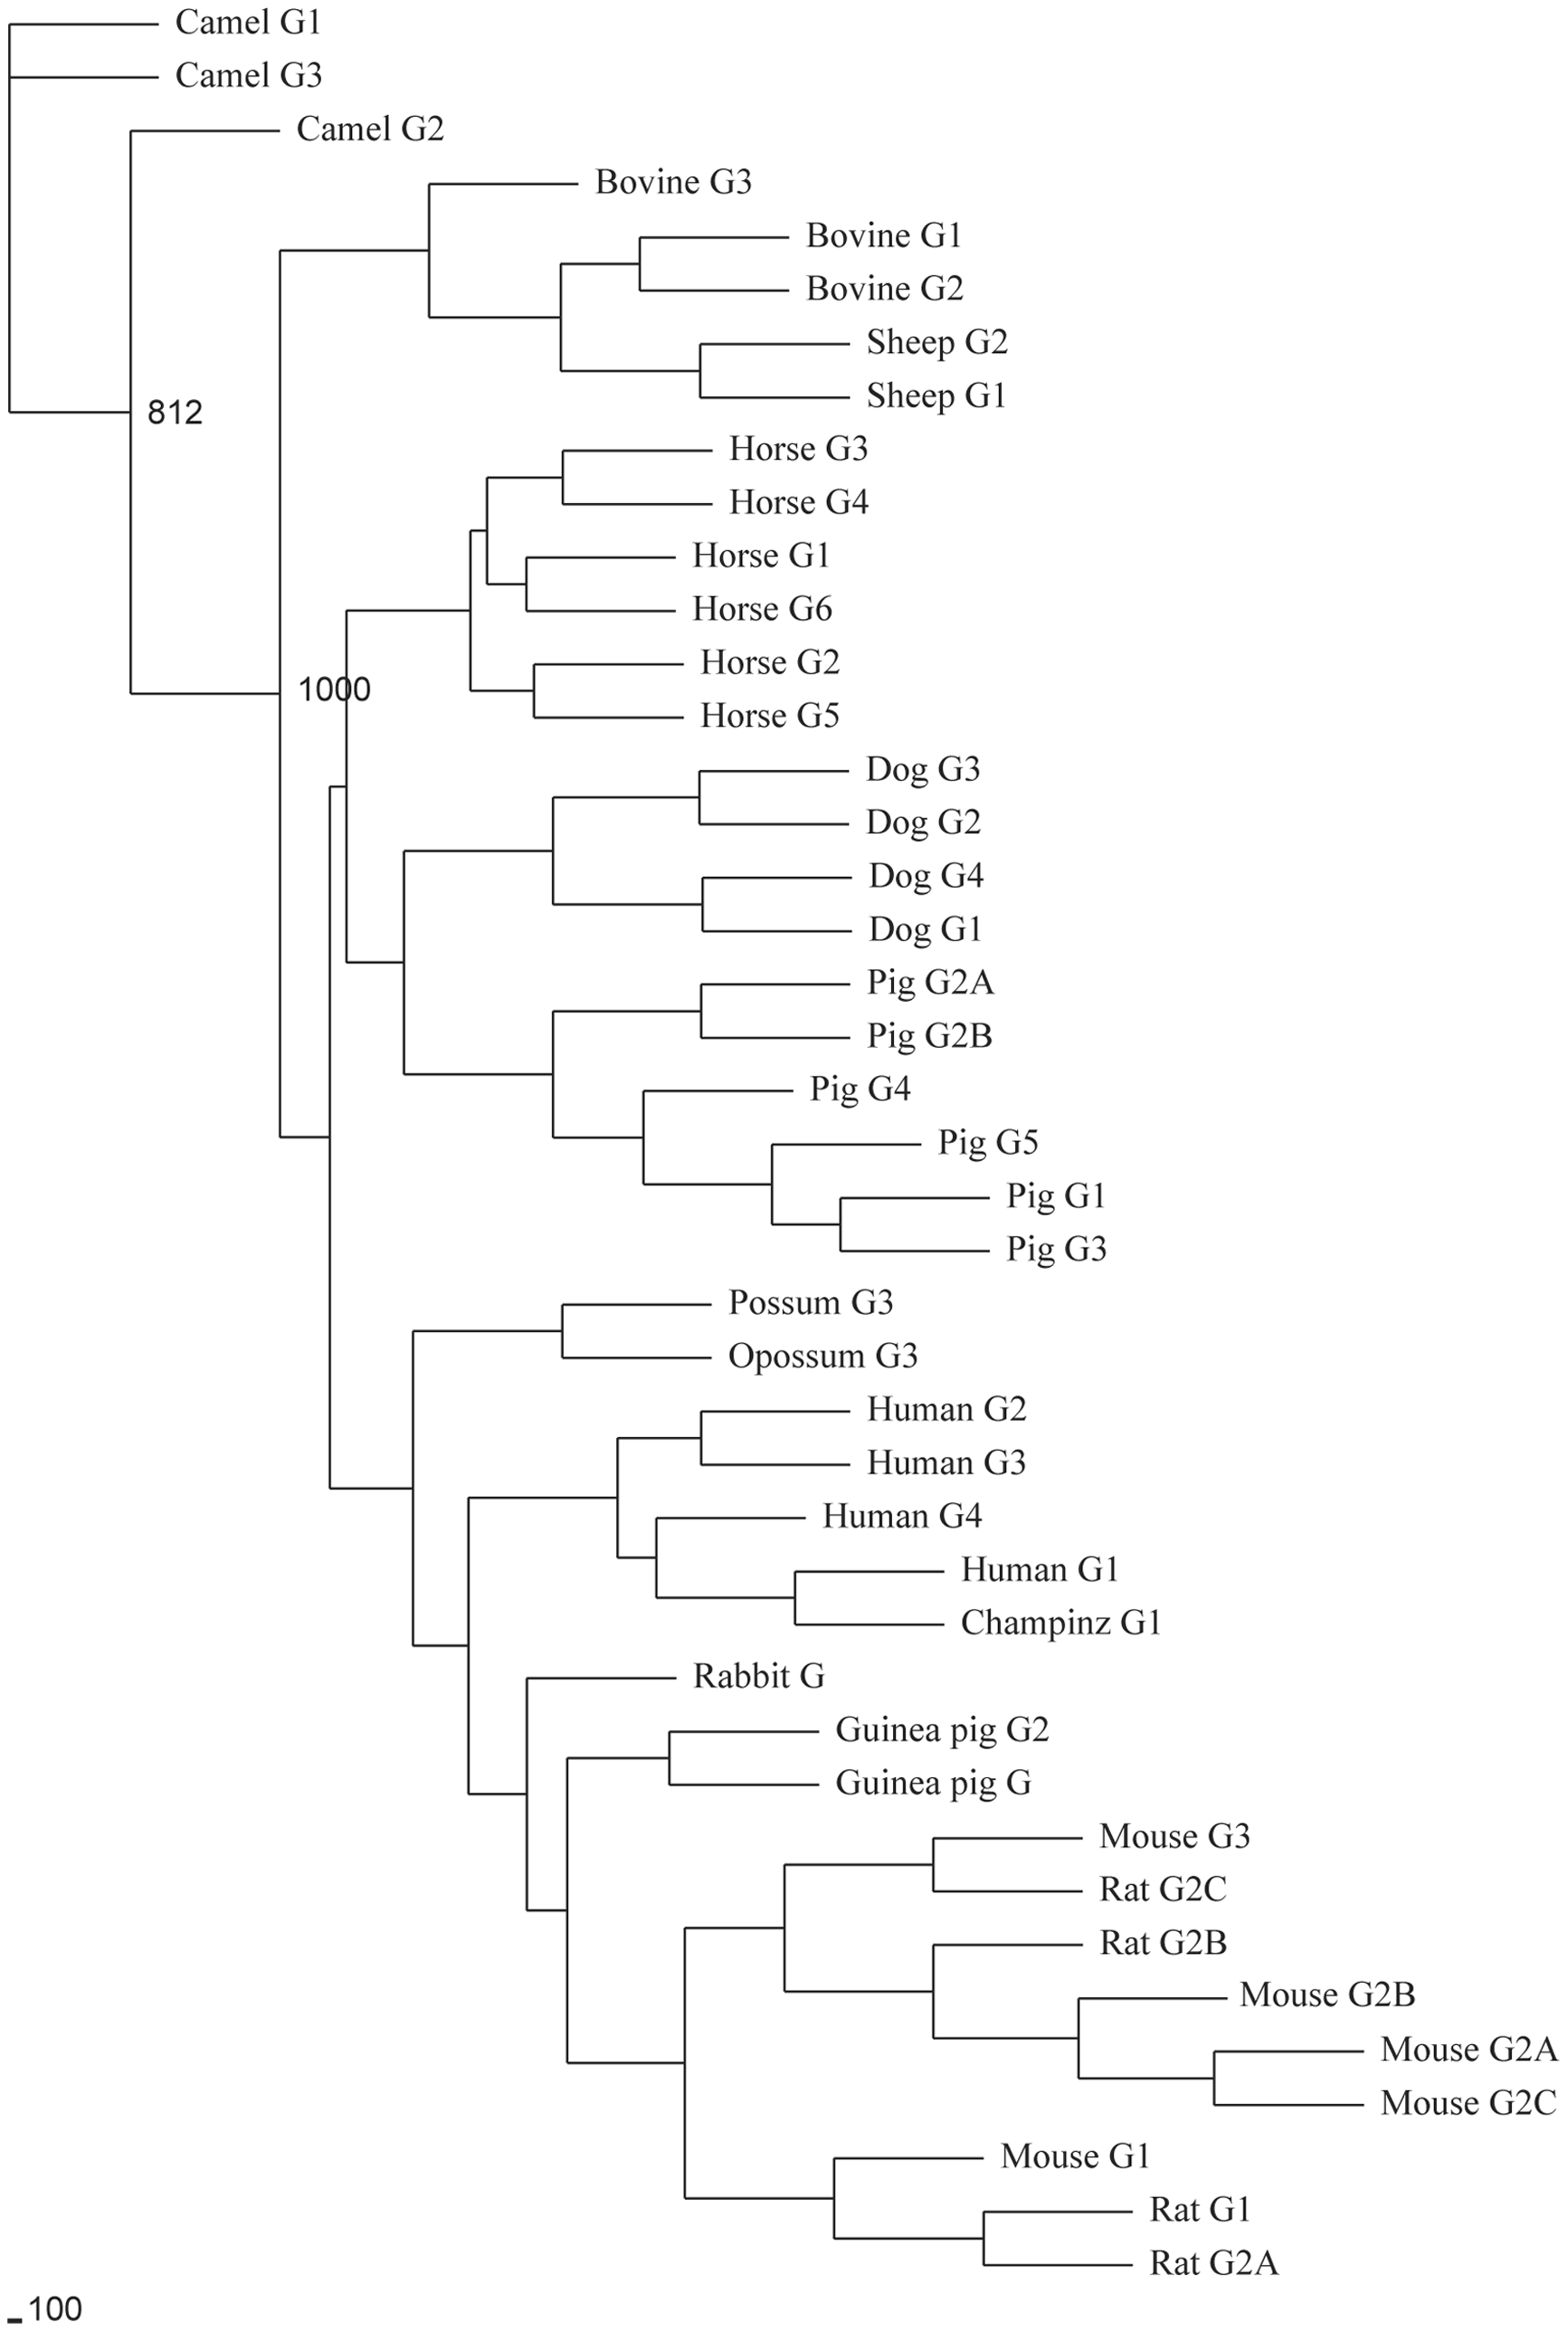 Camel G1
Camel G3
Camel G2
Bovine G3
Bovine G1
Bovine G2
Sheep G2
Sheep G1
812
Horse G3
Horse G4
Horse G1
Horse G6
Horse G2
1000
Horse G5
Dog G3
Dog G2
Dog G4
Dog G1
Pig G2A
Pig G2B
Pig G4
Pig G5
Pig G1
Pig G3
Possum G3
Opossum G3
Human G2
Human G3
Human G4
Human G1
Champinz G1
Rabbit G
Guinea pig G2
Guinea pig G
Mouse G3
Rat G2C
Rat G2B
Mouse G2B
Mouse G2A
Mouse G2C
Mouse G1
Rat G1
Rat G2A
100